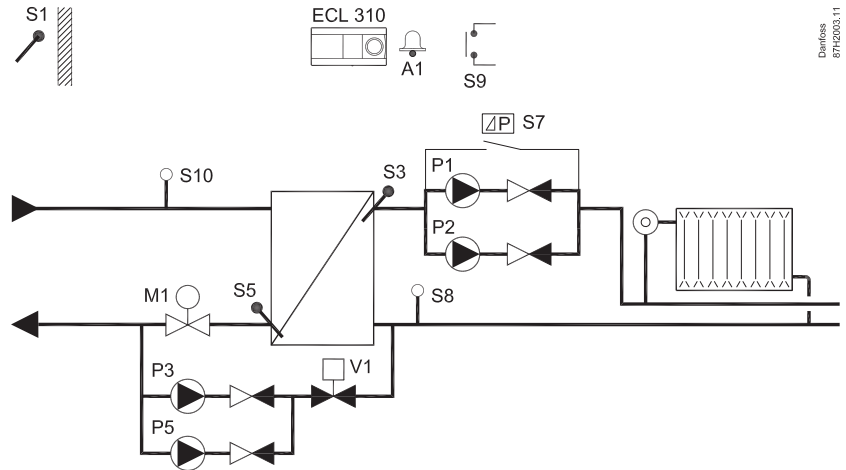 S1
ECL 310
A1
S9
Danfoss
87H2003.11
⊿P S7
S10
S3
P1
P2
M1
S5
S8
P3
V1
P5